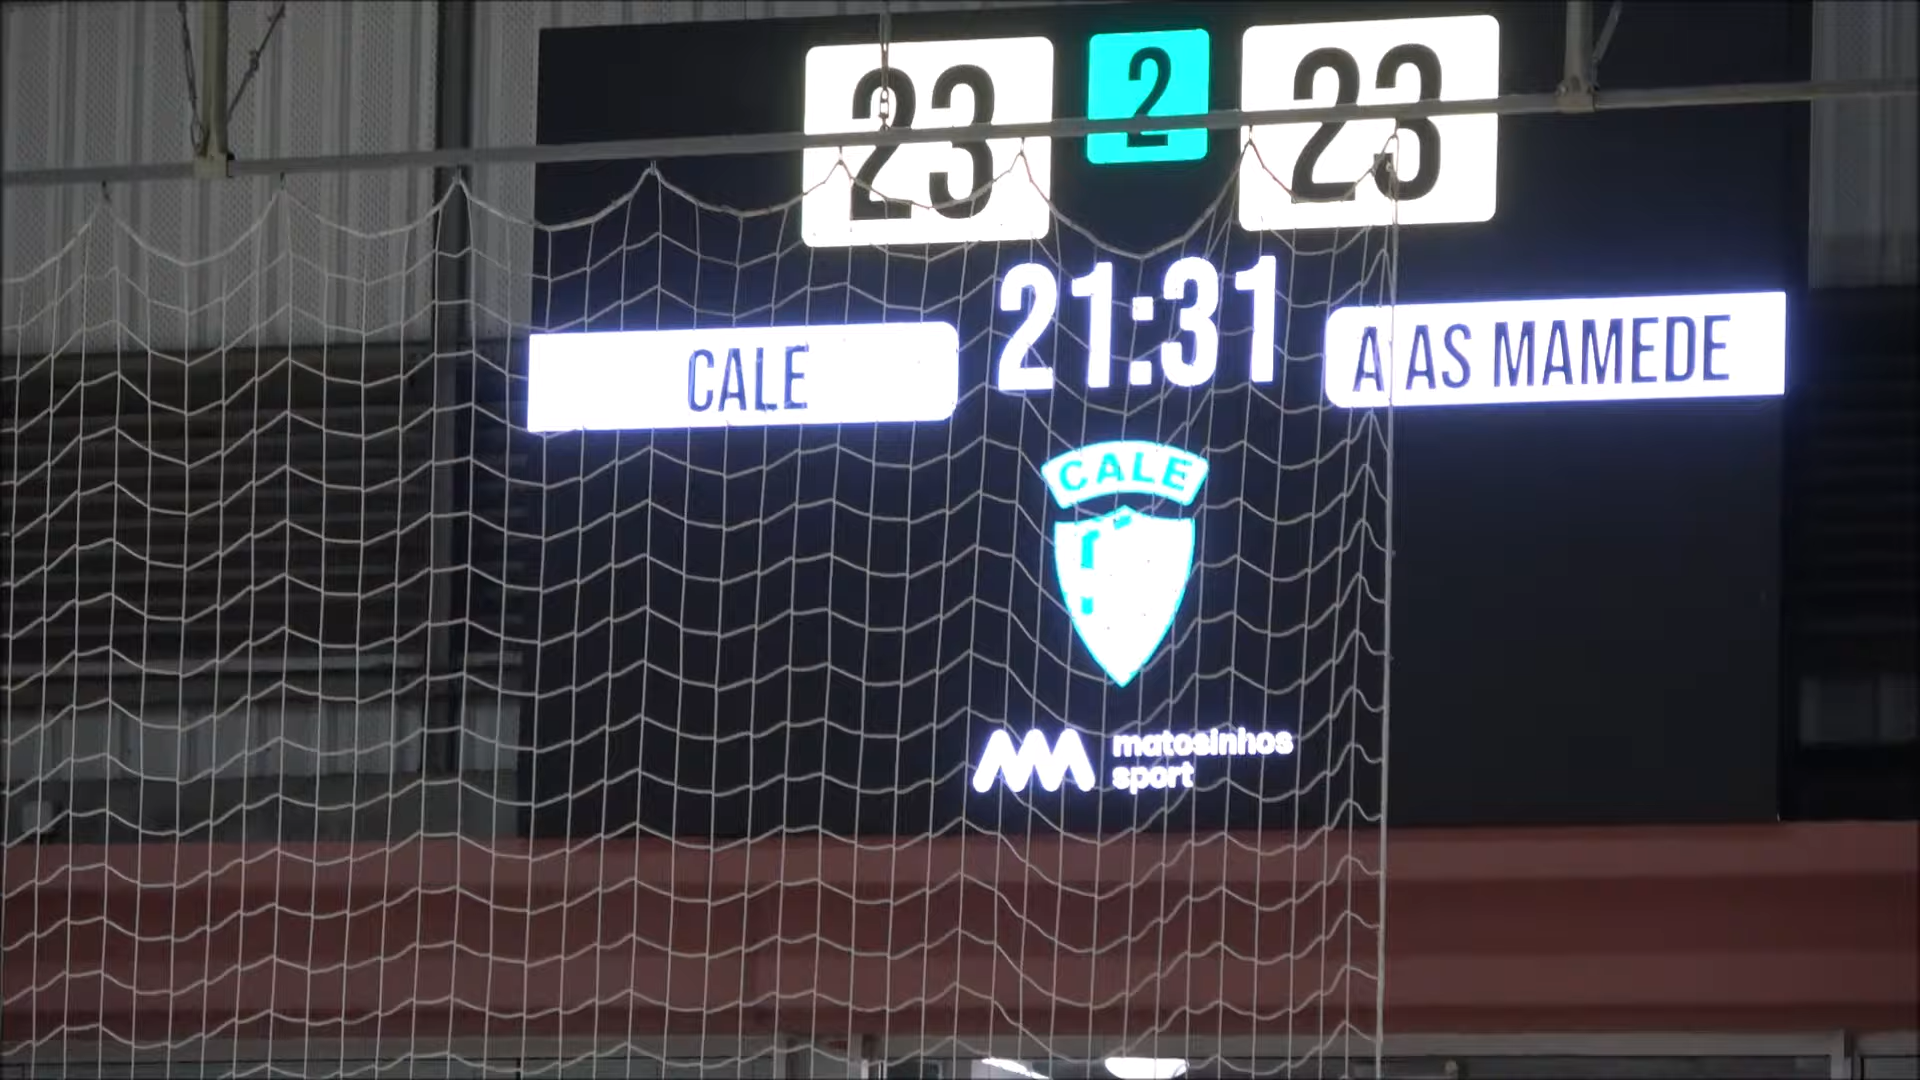 23 2 23
21:31
CALE
A AS MAMEDE
CALE
matosinhos
sport